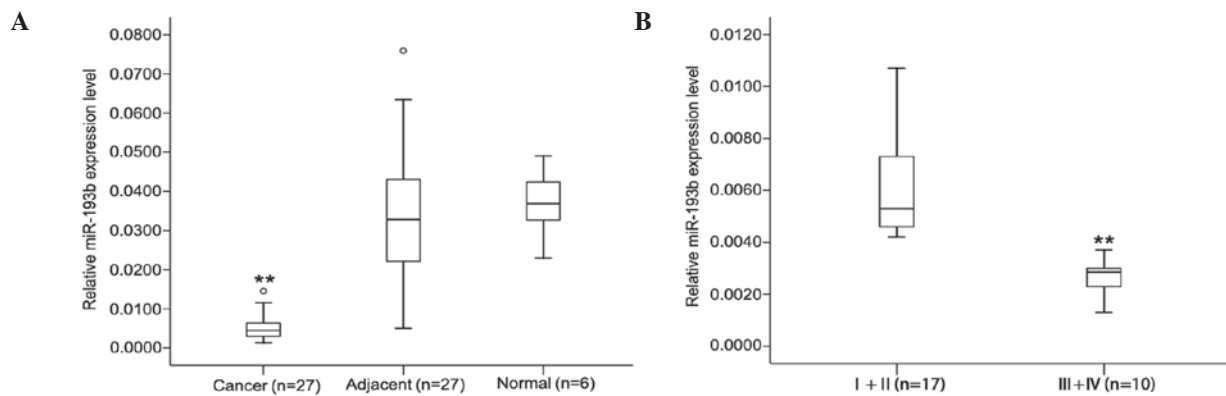 A
Relative miR-193b expression level
0.0800
0.0700
0.0600
0.0500
0.0400
0.0300
0.0200
0.0100
0.0000
**
Cancer (n=27)
Adjacent (n=27)
Normal (n=6)
B
Relative miR-193b expression level
0.0120
0.0100
0.0080
0.0060
0.0040
0.0020
0.0000
**
I + II (n=17)
III+IV (n=10)